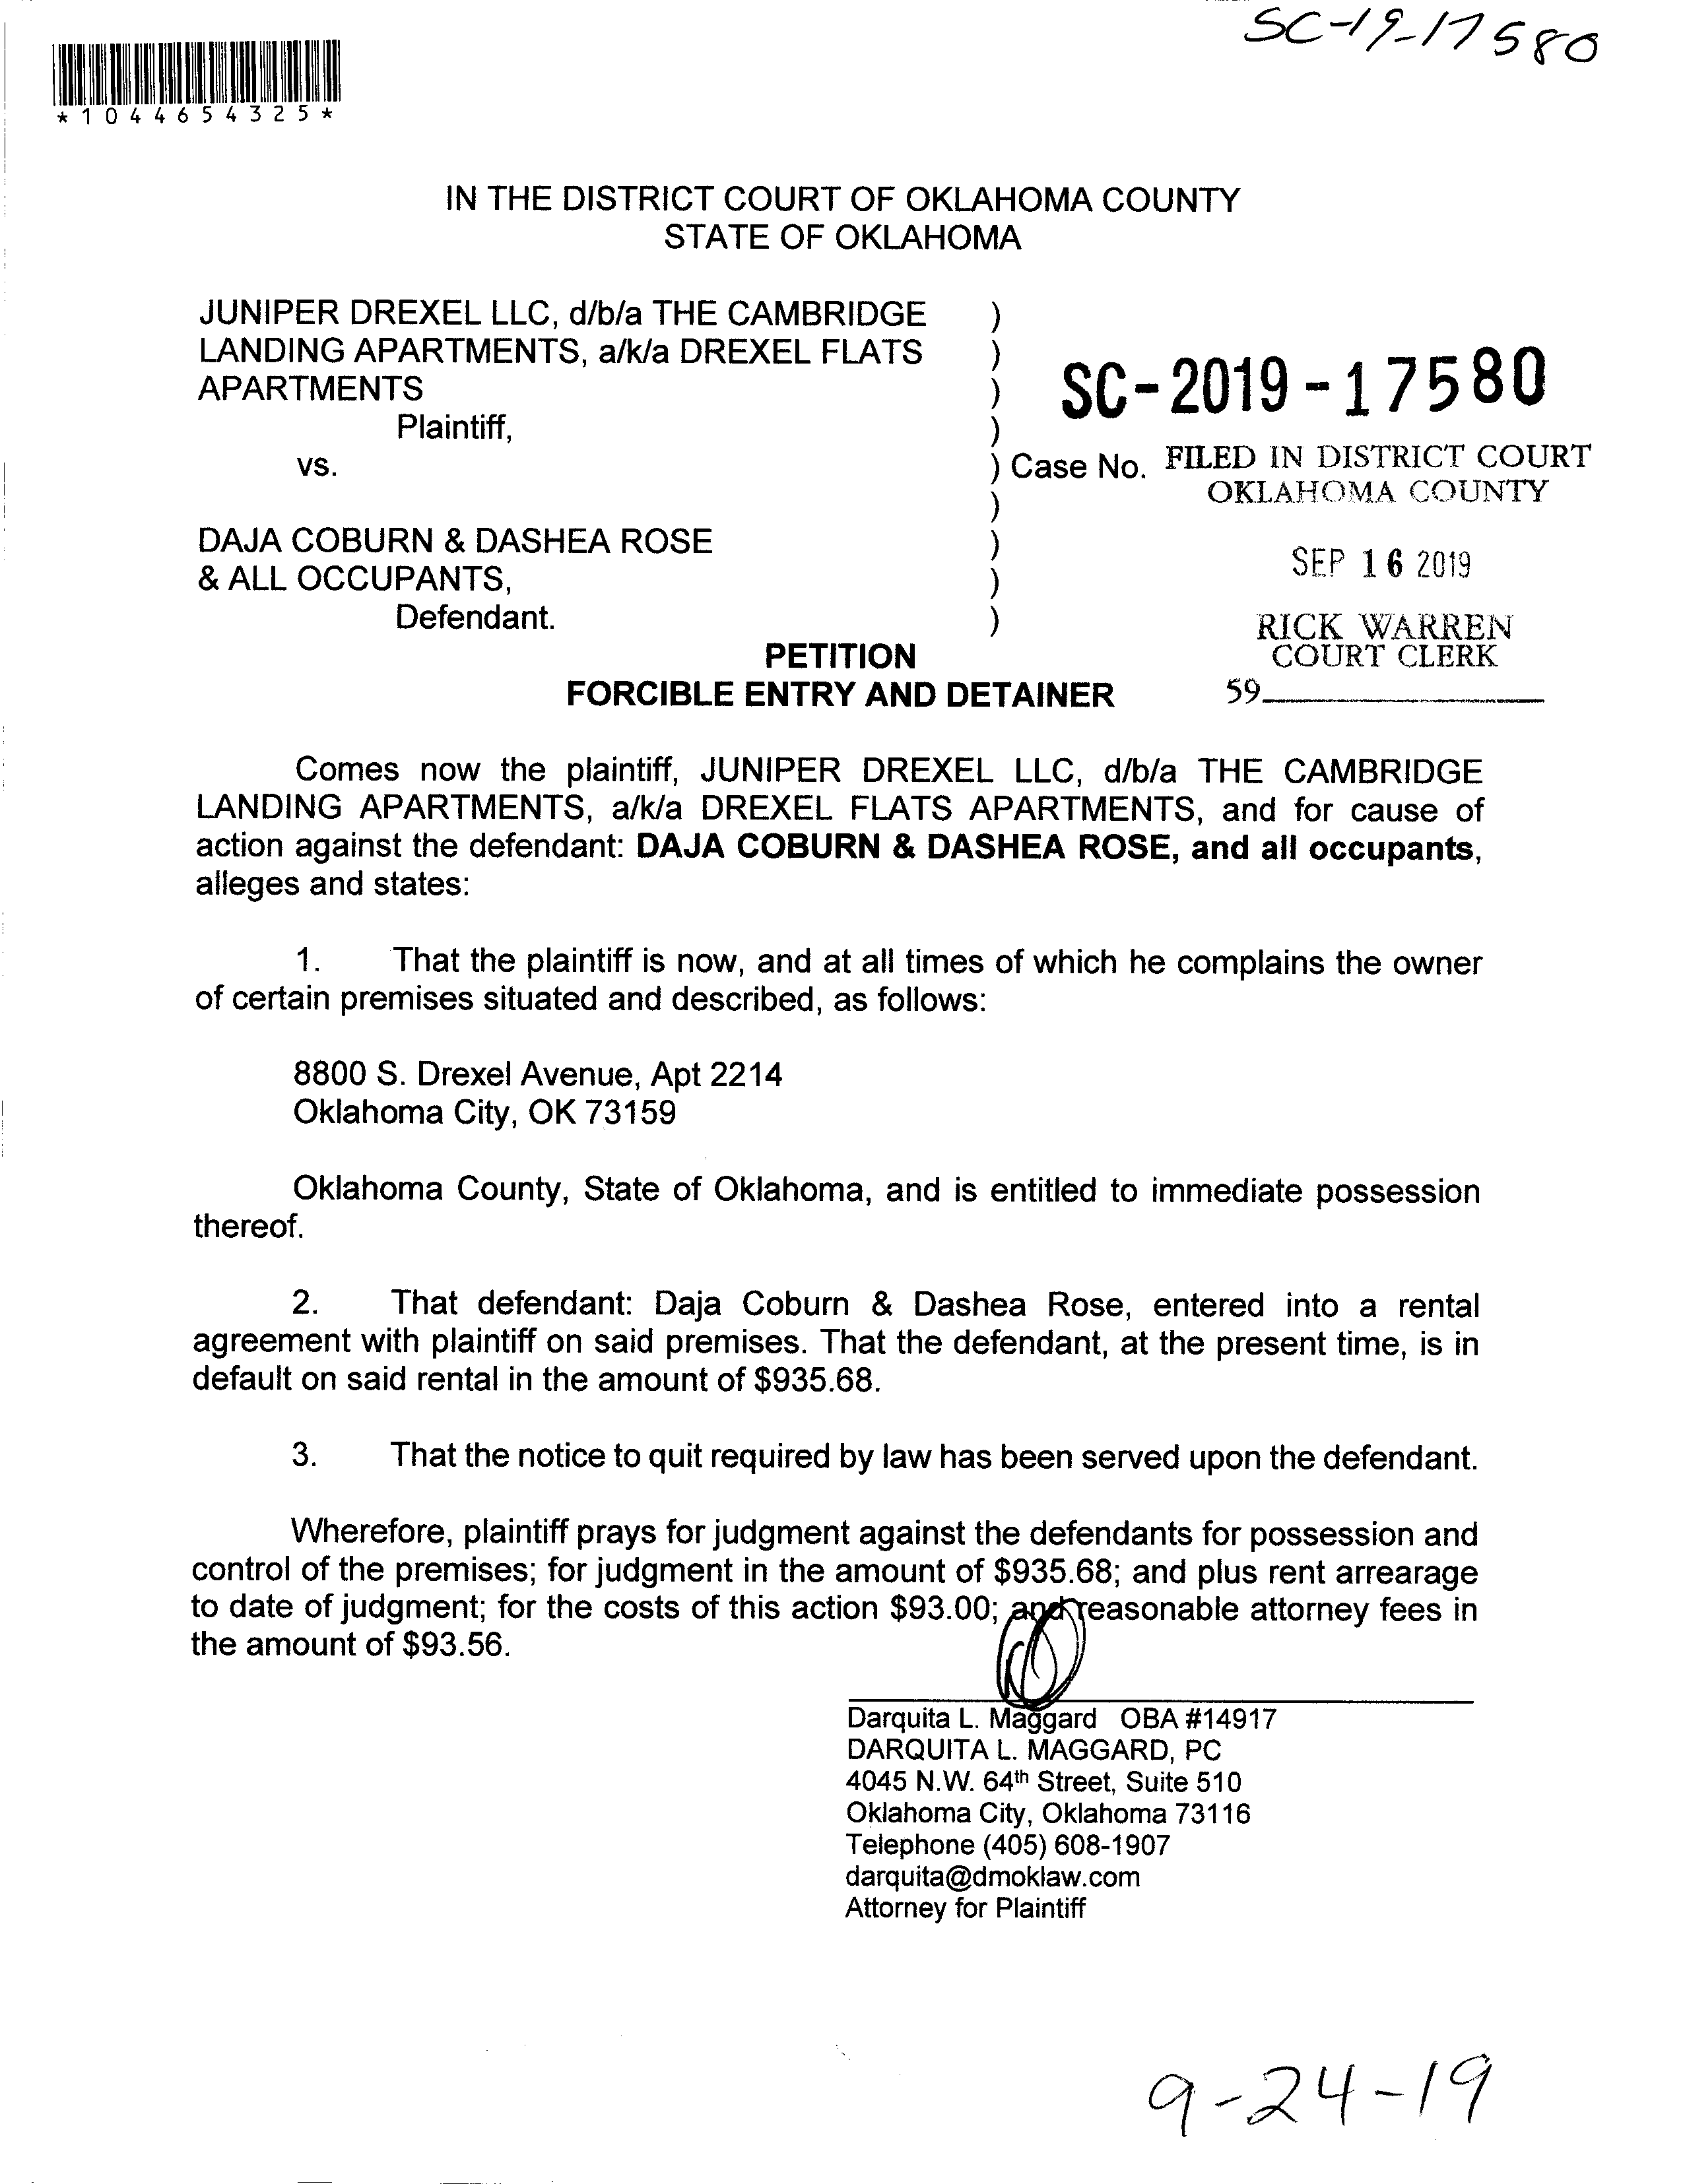 SC-19-17580
*1044654325*
IN THE DISTRICT COURT OF OKLAHOMA COUNTY
STATE OF OKLAHOMA
JUNIPER DREXEL LLC, d/b/a THE CAMBRIDGE )
LANDING APARTMENTS, a/k/a DREXEL FLATS )
APARTMENTS )
SC-2019-17580
Plaintiff, )
vs. ) Case No. FILED IN DISTRICT COURT
OKLAHOMA COUNTY
)
DAJA COBURN & DASHEA ROSE )
SEP 16 2019
& ALL OCCUPANTS, )
Defendant. )
RICK WARREN
COURT CLERK
59
PETITION
FORCIBLE ENTRY AND DETAINER
Comes now the plaintiff, JUNIPER DREXEL LLC, d/b/a THE CAMBRIDGE
LANDING APARTMENTS, a/k/a DREXEL FLATS APARTMENTS, and for cause of
action against the defendant: DAJA COBURN & DASHEA ROSE, and all occupants,
alleges and states:
1. That the plaintiff is now, and at all times of which he complains the owner
of certain premises situated and described, as follows:
8800 S. Drexel Avenue, Apt 2214
Oklahoma City, OK 73159
Oklahoma County, State of Oklahoma, and is entitled to immediate possession
thereof.
2. That defendant: Daja Coburn & Dashea Rose, entered into a rental
agreement with plaintiff on said premises. That the defendant, at the present time, is in
default on said rental in the amount of $935.68.
3. That the notice to quit required by law has been served upon the defendant.
Wherefore, plaintiff prays for judgment against the defendants for possession and
control of the premises; for judgment in the amount of $935.68; and plus rent arrearage
to date of judgment; for the costs of this action $93.00; and reasonable attorney fees in
the amount of $93.56.
Darquita L. Maggard OBA #14917
DARQUITA L. MAGGARD, PC
4045 N.W. 64th Street, Suite 510
Oklahoma City, Oklahoma 73116
Telephone (405) 608-1907
darquita@dmoklaw.com
Attorney for Plaintiff
9-24-19